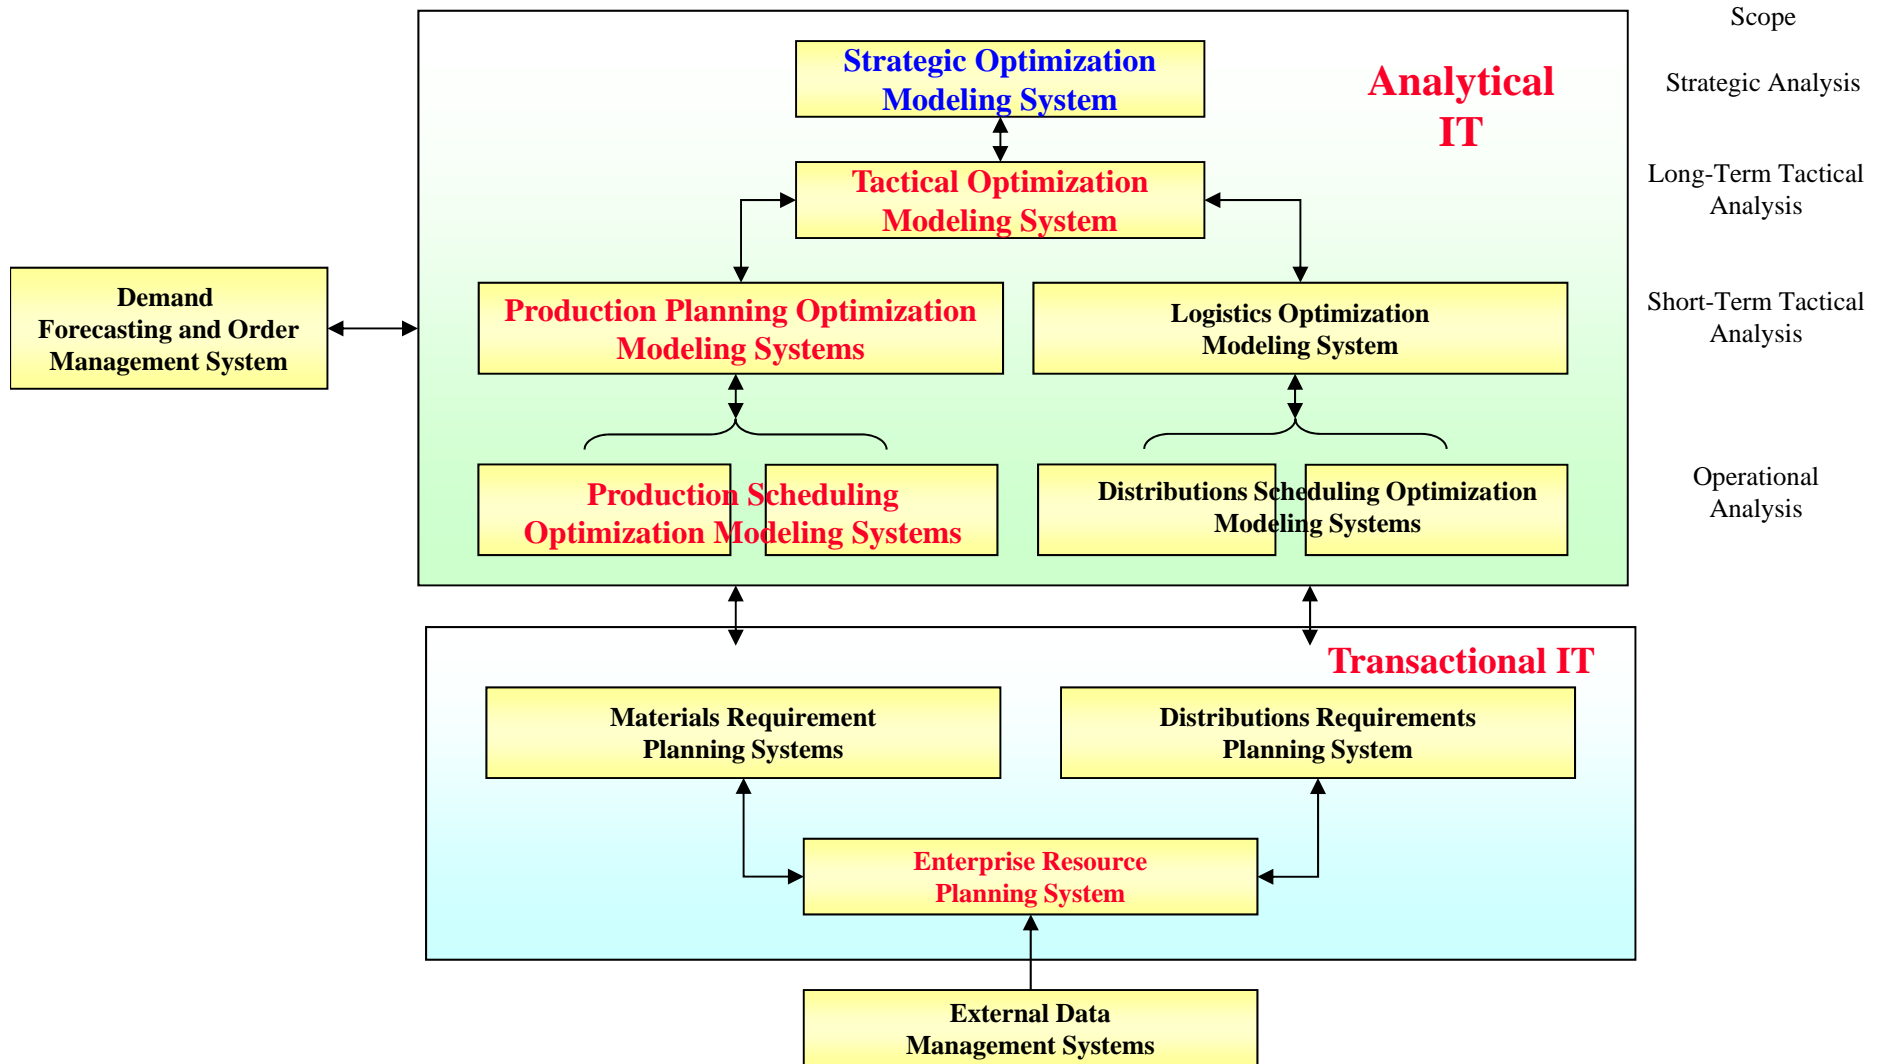 Scope
Strategic Optimization
Modeling System
Analytical
IT
Strategic Analysis
Tactical Optimization
Modeling System
Long-Term Tactical
Analysis
Demand
Forecasting and Order
Management System
Production Planning Optimization
Modeling Systems
Logistics Optimization
Modeling System
Short-Term Tactical
Analysis
Production Scheduling
Optimization Modeling Systems
Distributions Scheduling Optimization
Modeling Systems
Operational
Analysis
Transactional IT
Materials Requirement
Planning Systems
Distributions Requirements
Planning System
Enterprise Resource
Planning System
External Data
Management Systems